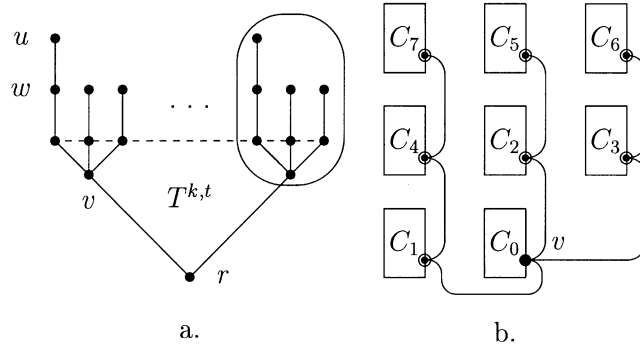 u
w
. . .
v
T^{k,t}
r
a.
C_7 C_5 C_6
C_4 C_2 C_3
C_1 C_0 v
b.